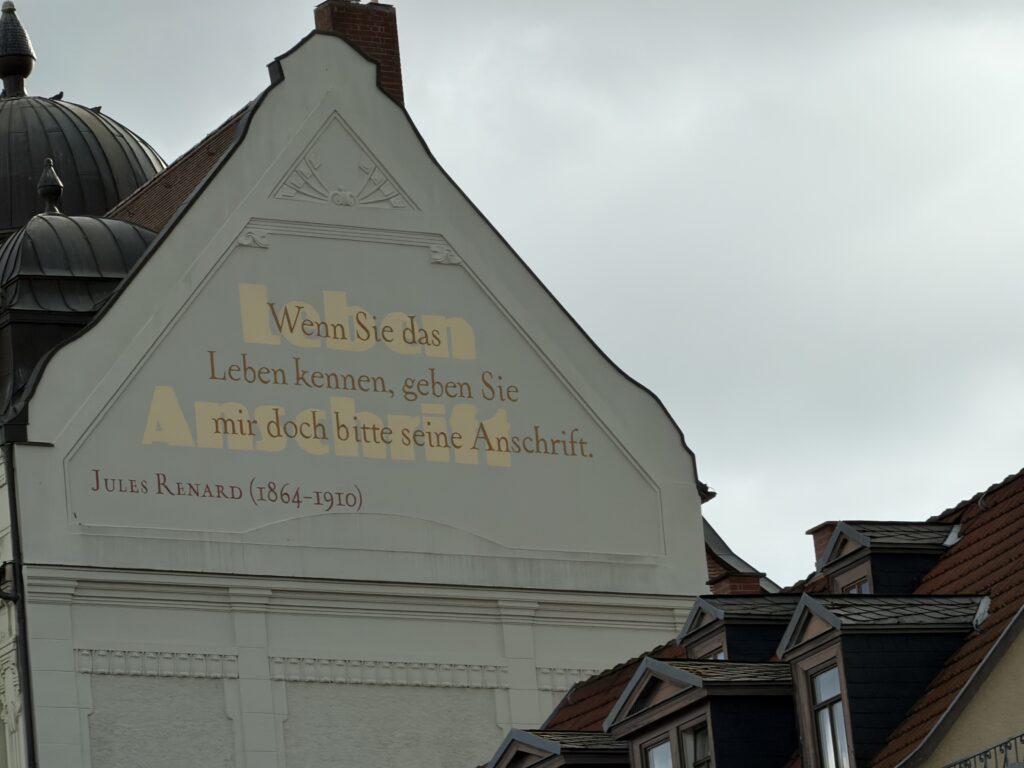 Leben
Anschrift
Wenn Sie das
Leben kennen, geben Sie
mir doch bitte seine Anschrift.
Jules Renard (1864–1910)